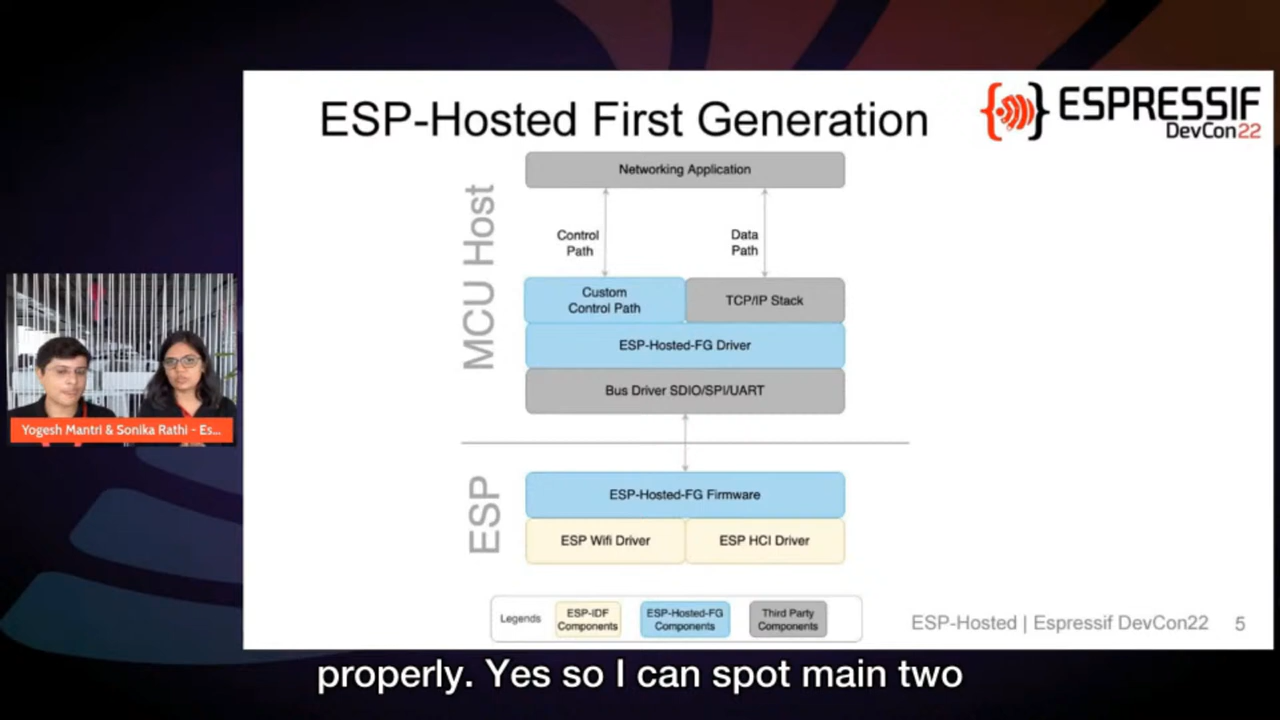 ESP-Hosted First Generation
{ } ESPRESSIF
DevCon22
MCU Host
Networking Application
Control
Path
Data
Path
Custom
Control Path
TCP/IP Stack
ESP-Hosted-FG Driver
Bus Driver SDIO/SPI/UART
ESP
ESP-Hosted-FG Firmware
ESP Wifi Driver
ESP HCI Driver
Legends
ESP-IDF
Components
ESP-Hosted-FG
Components
Third Party
Components
ESP-Hosted | Espressif DevCon22 5
Yogesh Mantri & Sonika Rathi - Es...
properly. Yes so I can spot main two